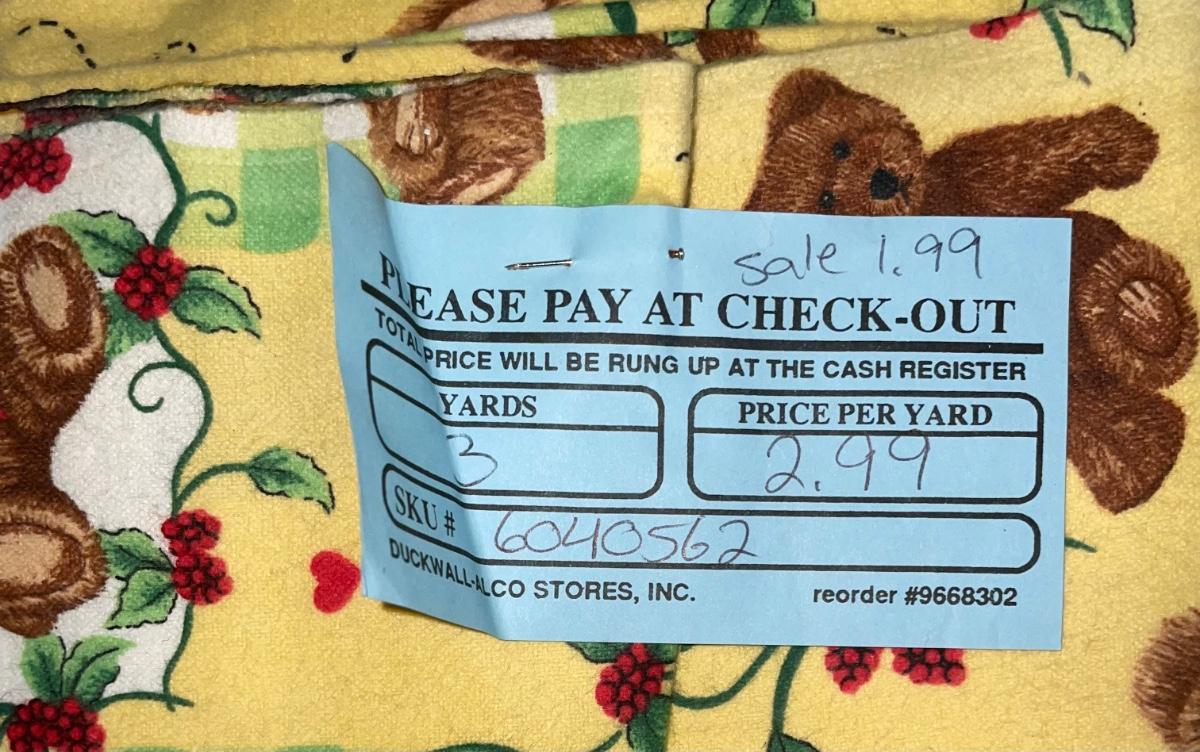 sale 1.99
PLEASE PAY AT CHECK-OUT
TOTAL PRICE WILL BE RUNG UP AT THE CASH REGISTER
YARDS
3
PRICE PER YARD
2.99
SKU # 6040562
DUCKWALL-ALCO STORES, INC. reorder #9668302